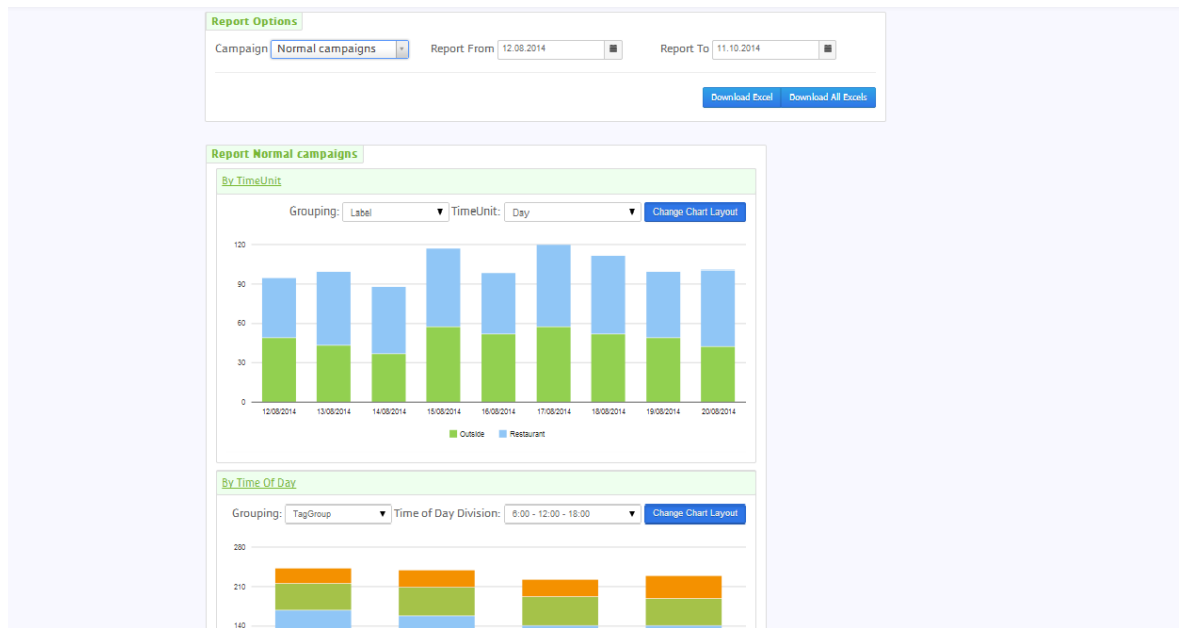 Report Options
Campaign Normal campaigns Report From 12.08.2014 Report To 11.10.2014
Download Excel Download All Excels
Report Normal campaigns
By TimeUnit
Grouping: Label TimeUnit: Day Change Chart Layout
120
90
60
30
0
12/08/2014 13/08/2014 14/08/2014 15/08/2014 16/08/2014 17/08/2014 18/08/2014 19/08/2014 20/08/2014
Outside Restaurant
By Time Of Day
Grouping: TagGroup Time of Day Division: 6:00 - 12:00 - 18:00 Change Chart Layout
280
210
140